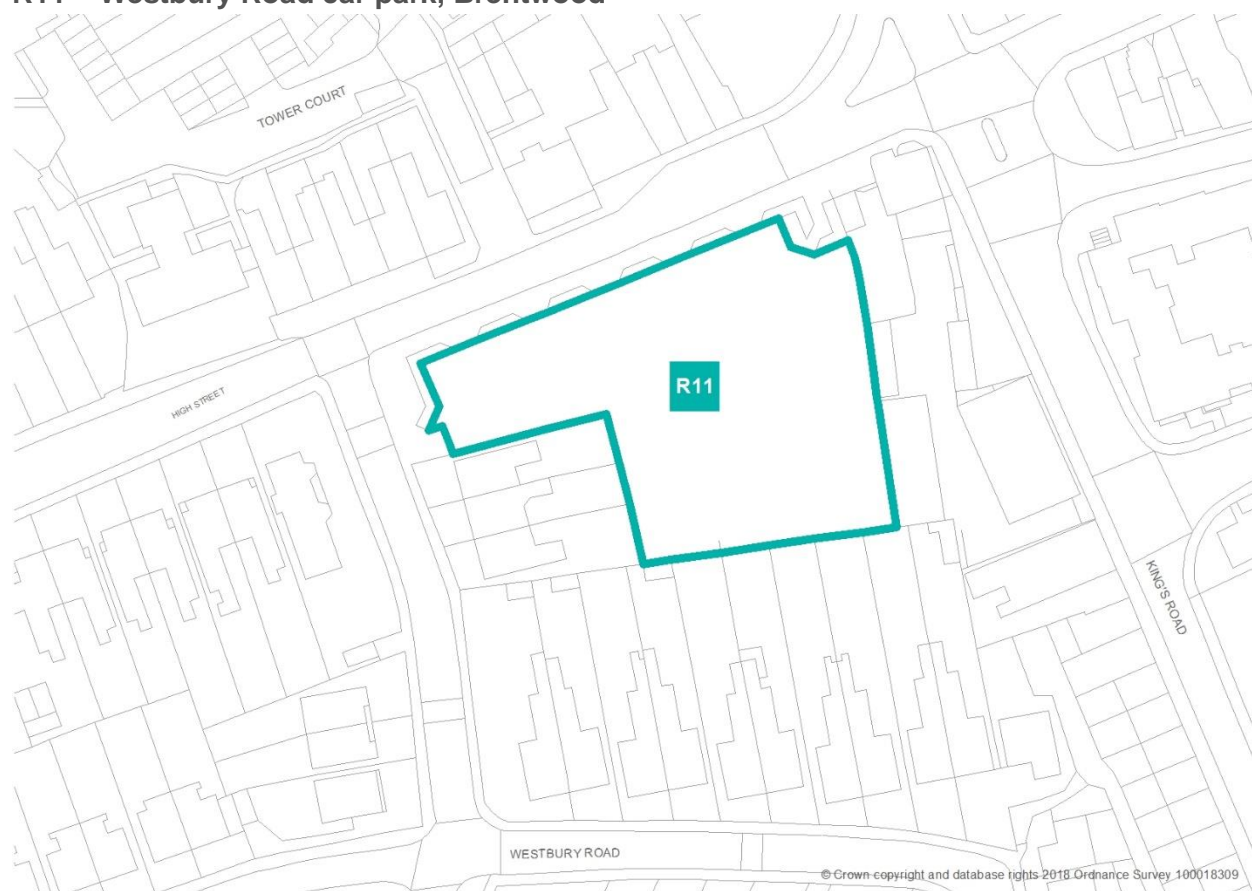 R11 – Westbury Road car park, Brentwood
TOWER COURT
R11
HIGH STREET
KING'S ROAD
WESTBURY ROAD
© Crown copyright and database rights 2018 Ordnance Survey 100018309